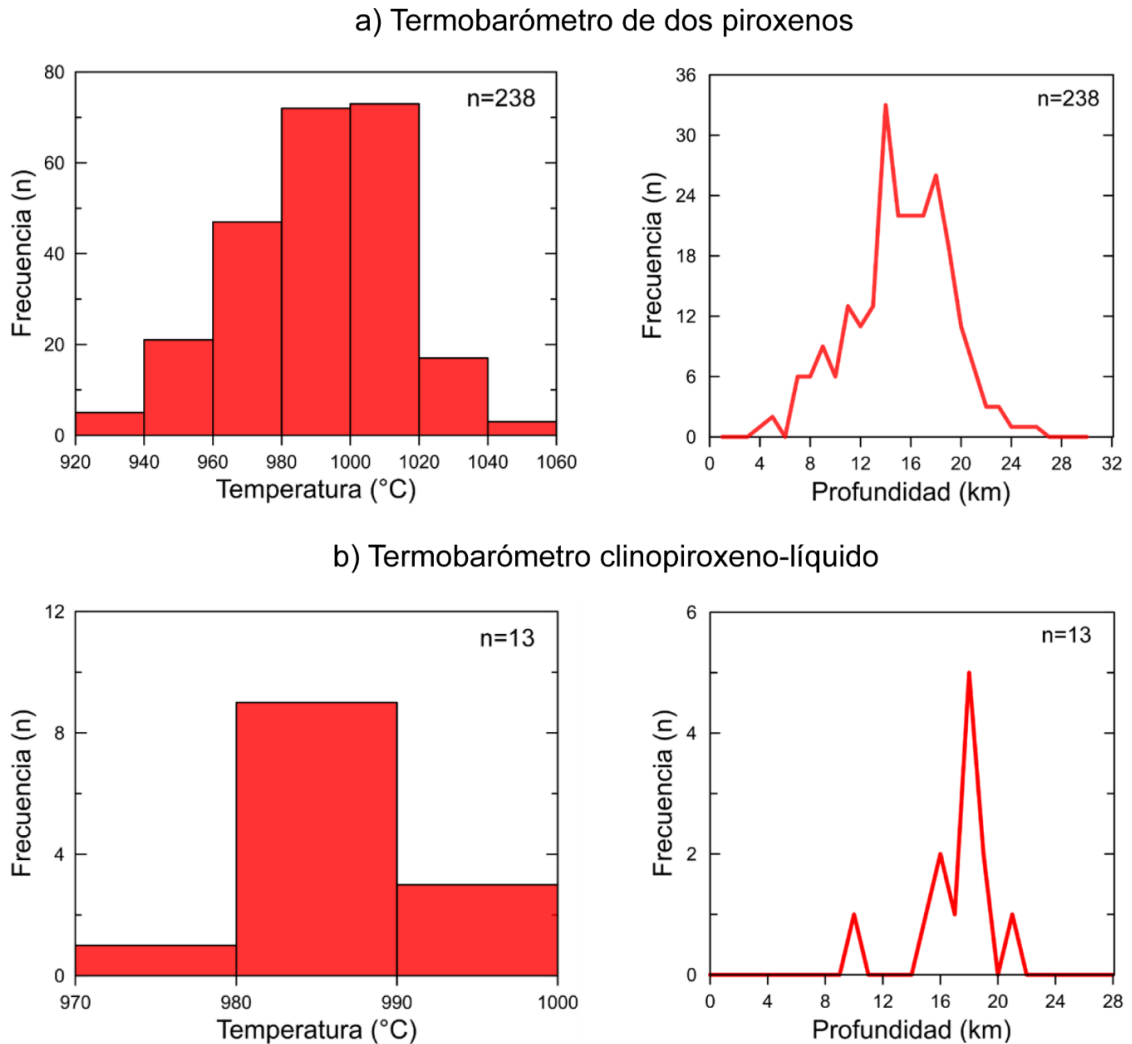 a) Termobarómetro de dos piroxenos
n=238
Frecuencia (n)
80
60
40
20
0
920 940 960 980 1000 1020 1040 1060
Temperatura (°C)
n=238
Frecuencia (n)
36
30
24
18
12
6
0
0 4 8 12 16 20 24 28 32
Profundidad (km)
b) Termobarómetro clinopiroxeno-líquido
n=13
Frecuencia (n)
12
8
4
0
970 980 990 1000
Temperatura (°C)
n=13
Frecuencia (n)
6
4
2
0
0 4 8 12 16 20 24 28
Profundidad (km)